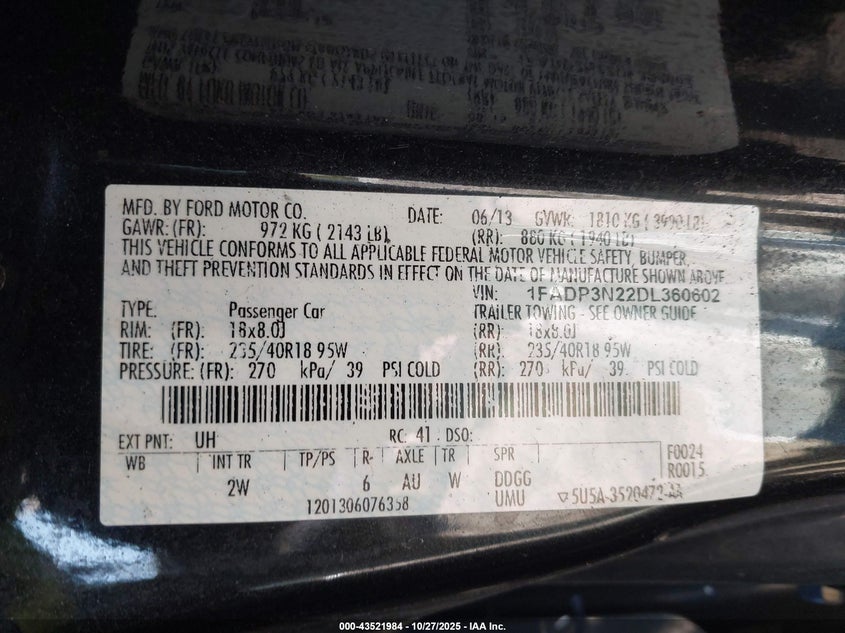 MFD. BY FORD MOTOR CO.
DATE: 06/13 GVWR: 1810 KG ( 3990 LB)
GAWR: (FR): 972 KG ( 2143 LB) (RR): 880 KG ( 1940 LB)
THIS VEHICLE CONFORMS TO ALL APPLICABLE FEDERAL MOTOR VEHICLE SAFETY, BUMPER,
AND THEFT PREVENTION STANDARDS IN EFFECT ON THE DATE OF MANUFACTURE SHOWN ABOVE.
VIN: 1FADP3N22DL360602
TYPE: Passenger Car TRAILER TOWING - SEE OWNER GUIDE
RIM: (FR): 18x8.0J (RR): 18x8.0J
TIRE: (FR): 235/40R18 95W (RR): 235/40R18 95W
PRESSURE: (FR): 270 kPa/ 39 PSI COLD (RR): 270 kPa/ 39 PSI COLD
EXT PNT: UH RC: 41 DSO:
WB INT TR TP/PS R- AXLE TR SPR F0024
2W 6 AU W DDGG R0015
UMU
1201306076358 ▽5U5A-3520472-AA
000-43521984 - 10/27/2025 - IAA Inc.